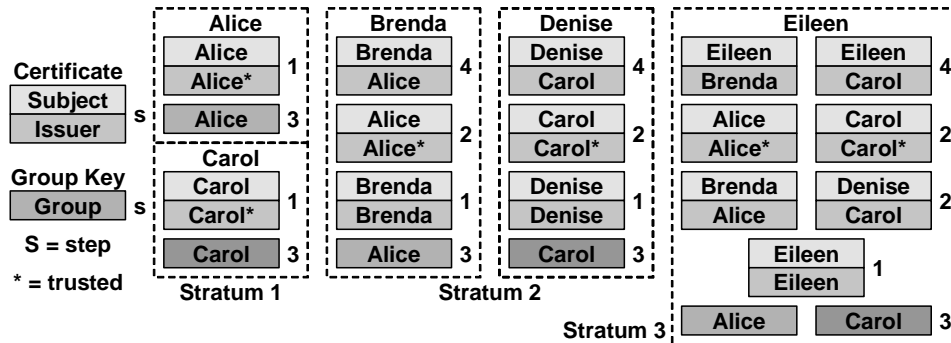 Certificate
Subject
Issuer
s
Group Key
Group
s
S = step
* = trusted
Alice
Alice
Alice*
1
Alice
3
Carol
Carol
Carol*
1
Carol
3
Stratum 1
Brenda
Brenda
Alice
4
Alice
Alice*
2
Brenda
Brenda
1
Alice
3
Denise
Denise
Carol
4
Carol
Carol*
2
Denise
Denise
1
Carol
3
Stratum 2
Eileen
Eileen
Brenda
Eileen
Carol
4
Alice
Alice*
Carol
Carol*
2
Brenda
Alice
Denise
Carol
2
Eileen
Eileen
1
Alice
Carol
3
Stratum 3